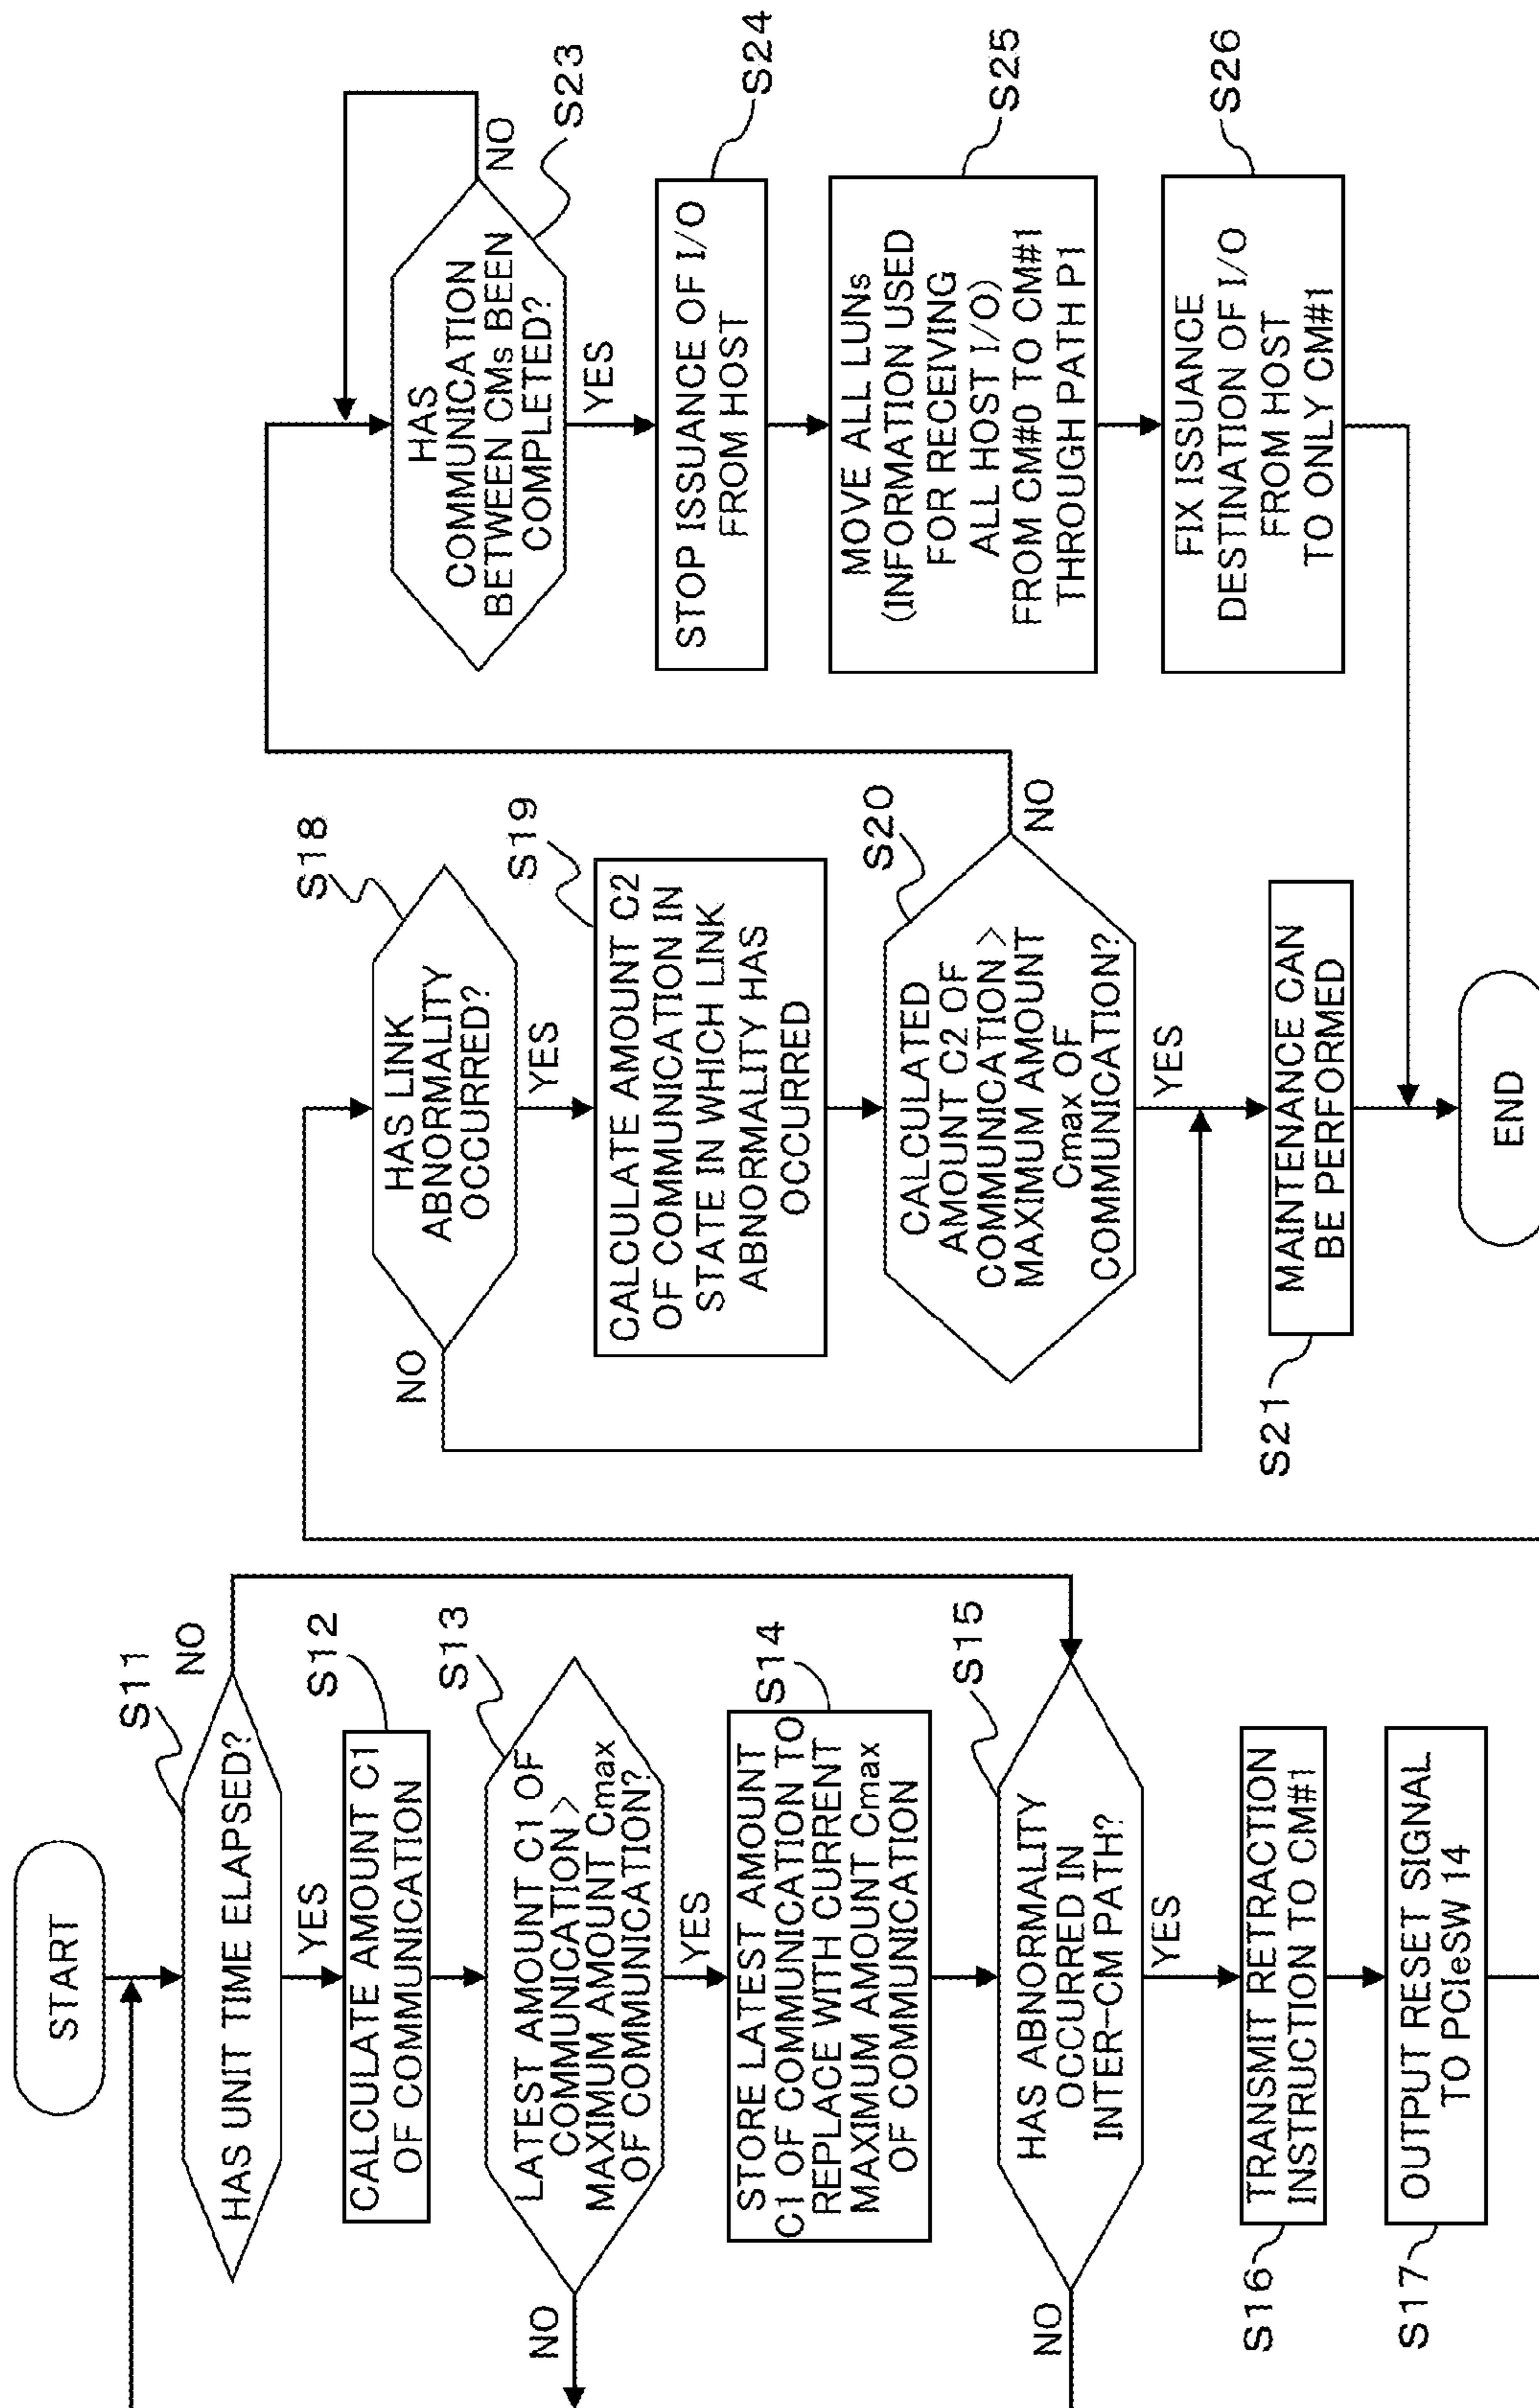 START
S11
HAS UNIT TIME ELAPSED?
NO
YES
S12
CALCULATE AMOUNT C1
OF COMMUNICATION
S13
LATEST AMOUNT C1 OF
COMMUNICATION >
MAXIMUM AMOUNT Cmax
OF COMMUNICATION?
NO
YES
S14
STORE LATEST AMOUNT
C1 OF COMMUNICATION TO
REPLACE WITH CURRENT
MAXIMUM AMOUNT Cmax
OF COMMUNICATION
S15
HAS ABNORMALITY
OCCURRED IN
INTER-CM PATH?
NO
YES
S16
TRANSMIT RETRACTION
INSTRUCTION TO CM#1
S17
OUTPUT RESET SIGNAL
TO PCIeSW 14
S18
HAS LINK
ABNORMALITY
OCCURRED?
NO
YES
S19
CALCULATE AMOUNT C2
OF COMMUNICATION IN
STATE IN WHICH LINK
ABNORMALITY HAS
OCCURRED
S20
CALCULATED
AMOUNT C2 OF
COMMUNICATION >
MAXIMUM AMOUNT
Cmax OF
COMMUNICATION?
NO
YES
S21
MAINTENANCE CAN
BE PERFORMED
END
S23
HAS
COMMUNICATION
BETWEEN CMs BEEN
COMPLETED?
NO
YES
S24
STOP ISSUANCE OF I/O
FROM HOST
S25
MOVE ALL LUNs
(INFORMATION USED
FOR RECEIVING
ALL HOST I/O)
FROM CM#0 TO CM#1
THROUGH PATH P1
S26
FIX ISSUANCE
DESTINATION OF I/O
FROM HOST
TO ONLY CM#1